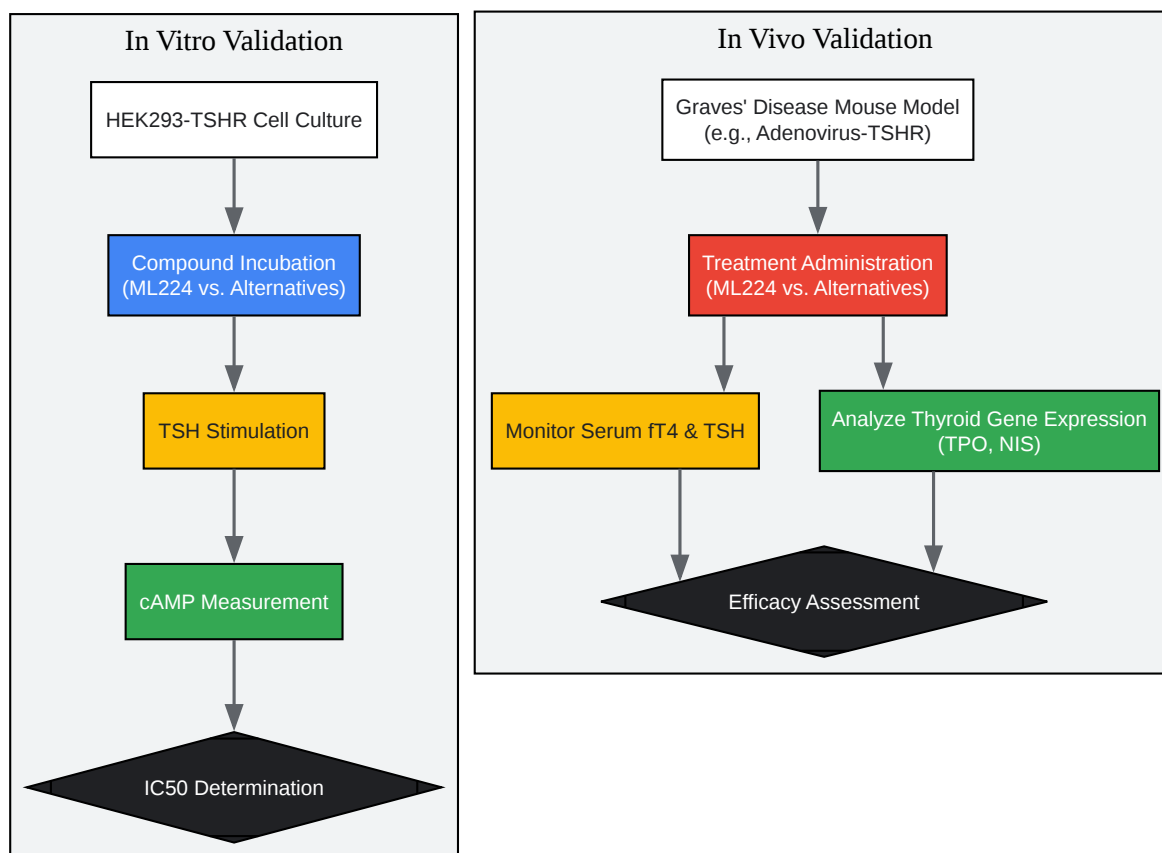 In Vitro Validation
HEK293-TSHR Cell Culture
Compound Incubation
(ML224 vs. Alternatives)
TSH Stimulation
cAMP Measurement
IC50 Determination
In Vivo Validation
Graves' Disease Mouse Model
(e.g., Adenovirus-TSHR)
Treatment Administration
(ML224 vs. Alternatives)
Monitor Serum fT4 & TSH
Analyze Thyroid Gene Expression
(TPO, NIS)
Efficacy Assessment